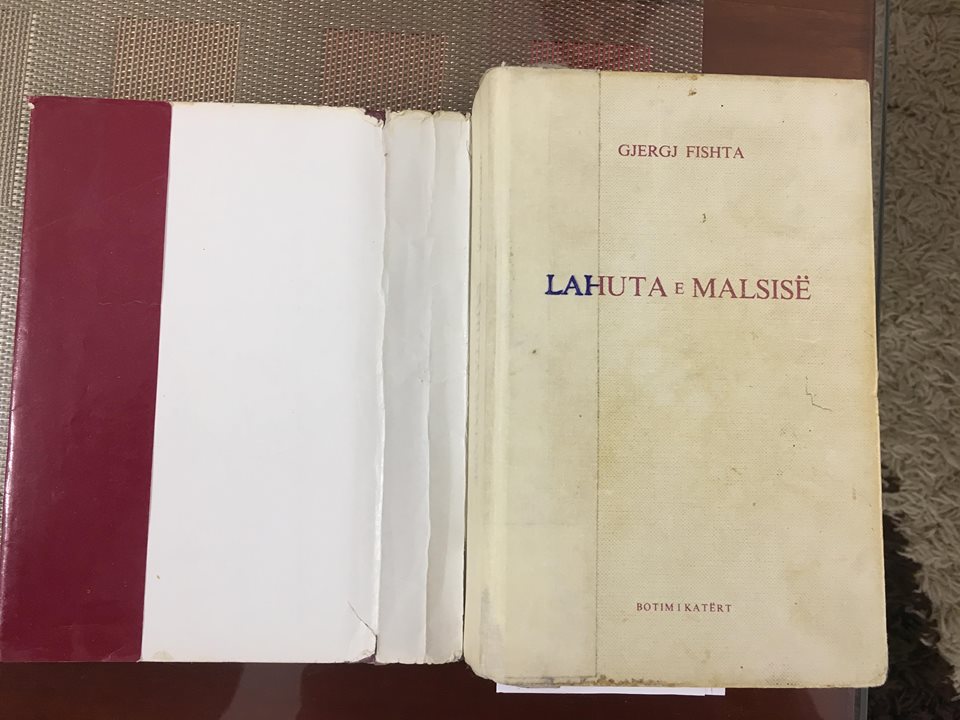 GJERGJ FISHTA
LAHUTA E MALSISË
BOTIM I KATËRT